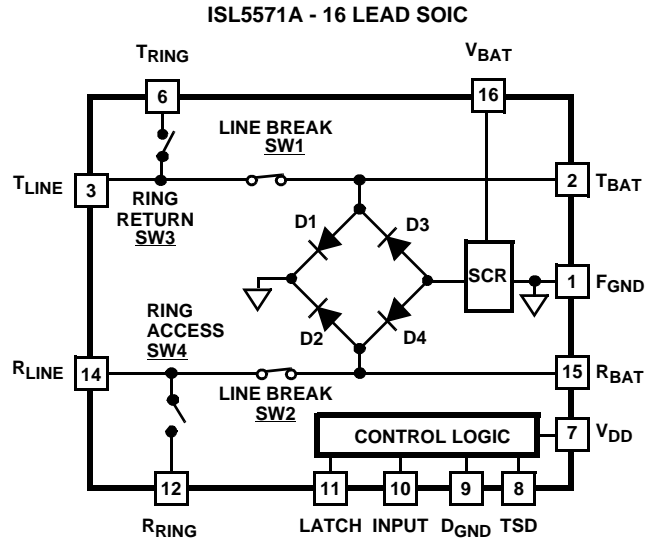 ISL5571A - 16 LEAD SOIC
TRING
VBAT
6
16
LINE BREAK
SW1
TLINE
3
2
TBAT
RING
RETURN
SW3
D1
D3
SCR
1
FGND
RING
ACCESS
SW4
D2
D4
RLINE
14
15
RBAT
LINE BREAK
SW2
CONTROL LOGIC
7
VDD
12
11
10
9
8
RRING
LATCH
INPUT
DGND
TSD